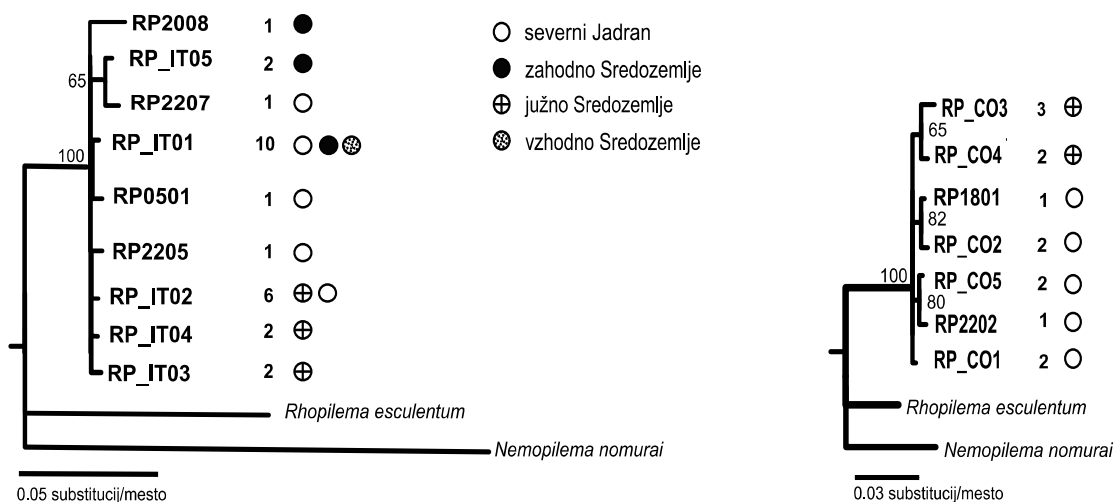 RP2008 1
RP_IT05 2
65
RP2207 1
RP_IT01 10
100
RP0501 1
RP2205 1
RP_IT02 6
RP_IT04 2
RP_IT03 2
Rhopilema esculentum
Nemopilema nomurai
0.05 substitucij/mesto
severni Jadran
zahodno Sredozemlje
južno Sredozemlje
vzhodno Sredozemlje
RP_CO3 3
65
RP_CO4 2
RP1801 1
82
RP_CO2 2
100
RP_CO5 2
80
RP2202 1
RP_CO1 2
Rhopilema esculentum
Nemopilema nomurai
0.03 substitucij/mesto